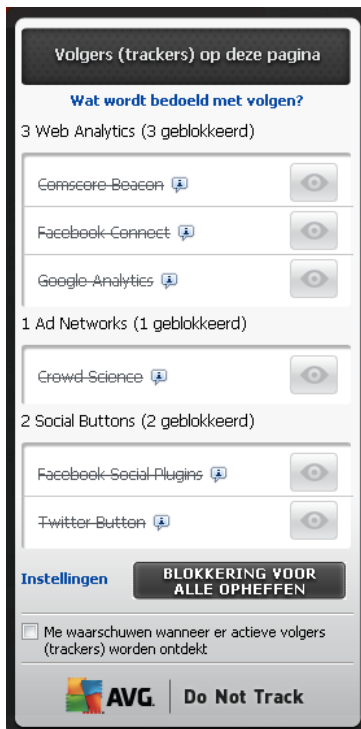 Volgers (trackers) op deze pagina
Wat wordt bedoeld met volgen?
3 Web Analytics (3 geblokkeerd)
Comscore Beacon
Facebook Connect
Google Analytics
1 Ad Networks (1 geblokkeerd)
Crowd Science
2 Social Buttons (2 geblokkeerd)
Facebook Social Plugins
Twitter Button
Instellingen
BLOKKERING VOOR
ALLE OPHEFFEN
Me waarschuwen wanneer er actieve volgers
(trackers) worden ontdekt
AVG. Do Not Track